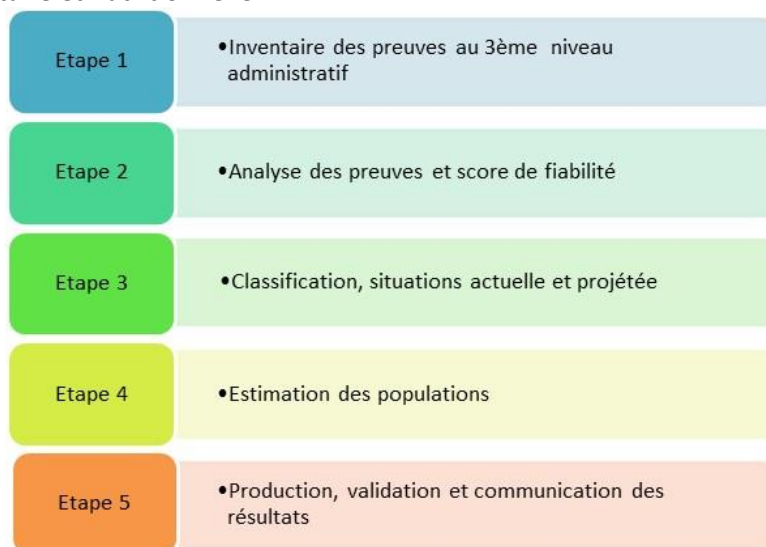 Etape 1
•Inventaire des preuves au 3ème niveau
administratif
Etape 2
•Analyse des preuves et score de fiabilité
Etape 3
•Classification, situations actuelle et projétée
Etape 4
•Estimation des populations
Etape 5
•Production, validation et communication des
résultats